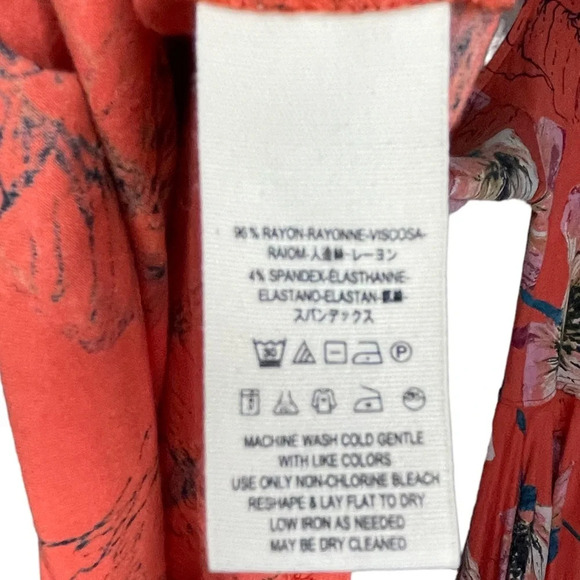 96% RAYON-RAYONNE-VISCOSA-
RAIOM-人造絲-レーヨン
4% SPANDEX-ELASTHANNE-
ELASTANO-ELASTAN-
スパンデックス
30 P
MACHINE WASH COLD GENTLE
WITH LIKE COLORS
USE ONLY NON-CHLORINE BLEACH
RESHAPE & LAY FLAT TO DRY
LOW IRON AS NEEDED
MAY BE DRY CLEANED